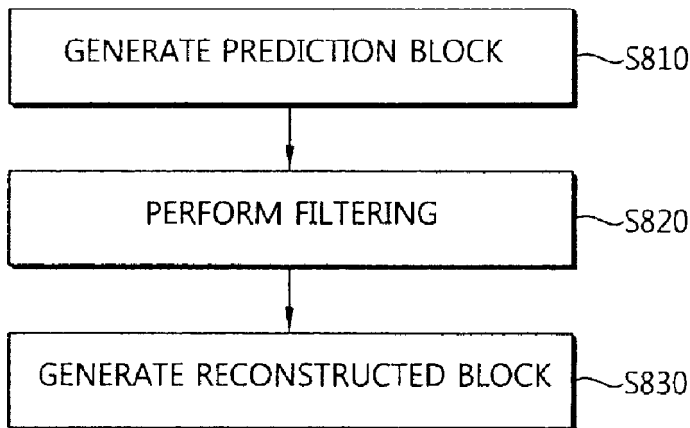 GENERATE PREDICTION BLOCK
S810
PERFORM FILTERING
S820
GENERATE RECONSTRUCTED BLOCK
S830